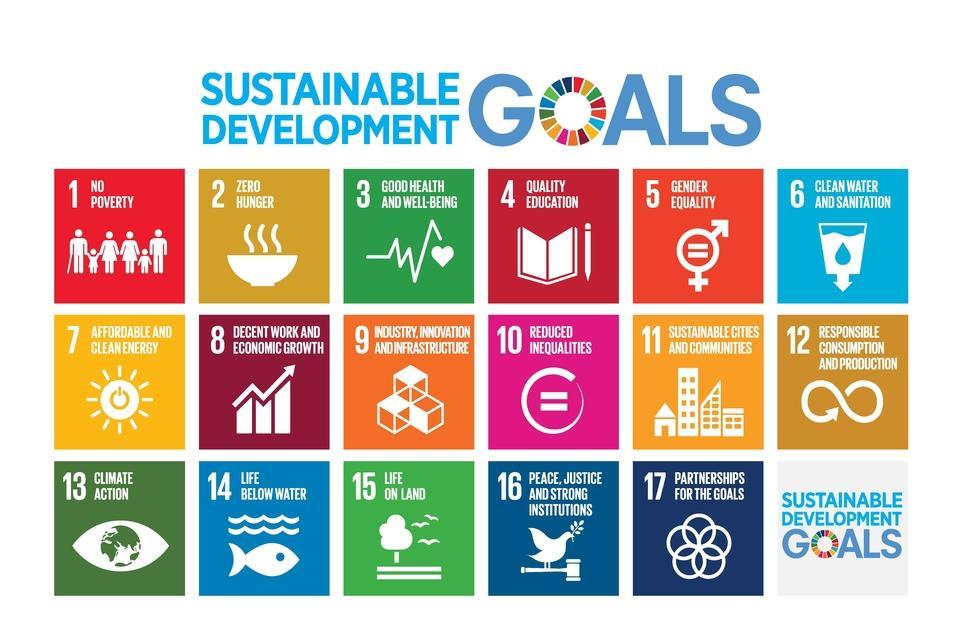 SUSTAINABLE
DEVELOPMENT GOALS
1 NO
POVERTY
2 ZERO
HUNGER
3 GOOD HEALTH
AND WELL-BEING
4 QUALITY
EDUCATION
5 GENDER
EQUALITY
6 CLEAN WATER
AND SANITATION
7 AFFORDABLE AND
CLEAN ENERGY
8 DECENT WORK AND
ECONOMIC GROWTH
9 INDUSTRY, INNOVATION
AND INFRASTRUCTURE
10 REDUCED
INEQUALITIES
11 SUSTAINABLE CITIES
AND COMMUNITIES
12 RESPONSIBLE
CONSUMPTION
AND PRODUCTION
13 CLIMATE
ACTION
14 LIFE
BELOW WATER
15 LIFE
ON LAND
16 PEACE, JUSTICE
AND STRONG
INSTITUTIONS
17 PARTNERSHIPS
FOR THE GOALS
SUSTAINABLE
DEVELOPMENT
GOALS